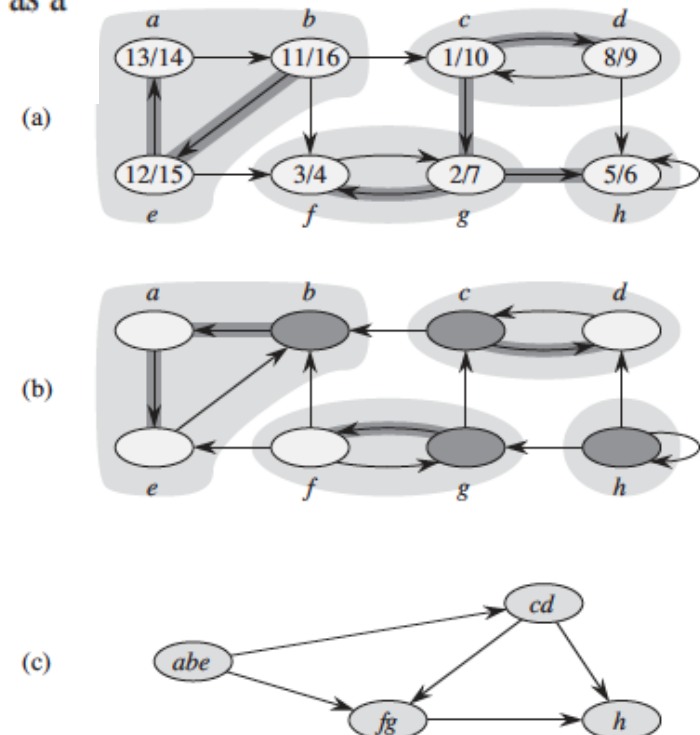 as a
a b c d
(a) 13/14 11/16 1/10 8/9
12/15 3/4 2/7 5/6
e f g h
a b c d
(b)
e f g h
cd
(c) abe
fg h